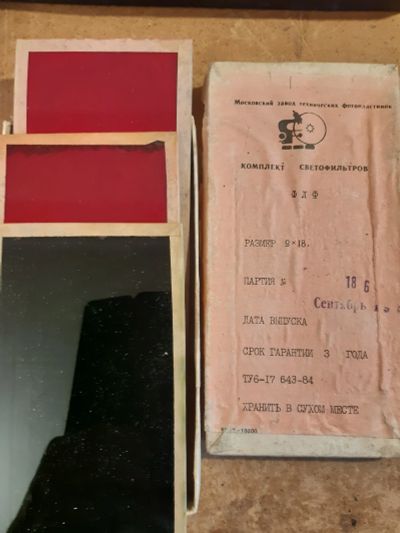 Московский завод технических фотопластинок
КОМПЛЕКТ СВЕТОФИЛЬТРОВ
ФЛФ
РАЗМЕР 9×18.
ПАРТИЯ № 18 6
Сентябрь
ДАТА ВЫПУСКА
СРОК ГАРАНТИИ 3 ГОДА
ТУ6-17 643-84
ХРАНИТЬ В СУХОМ МЕСТЕ